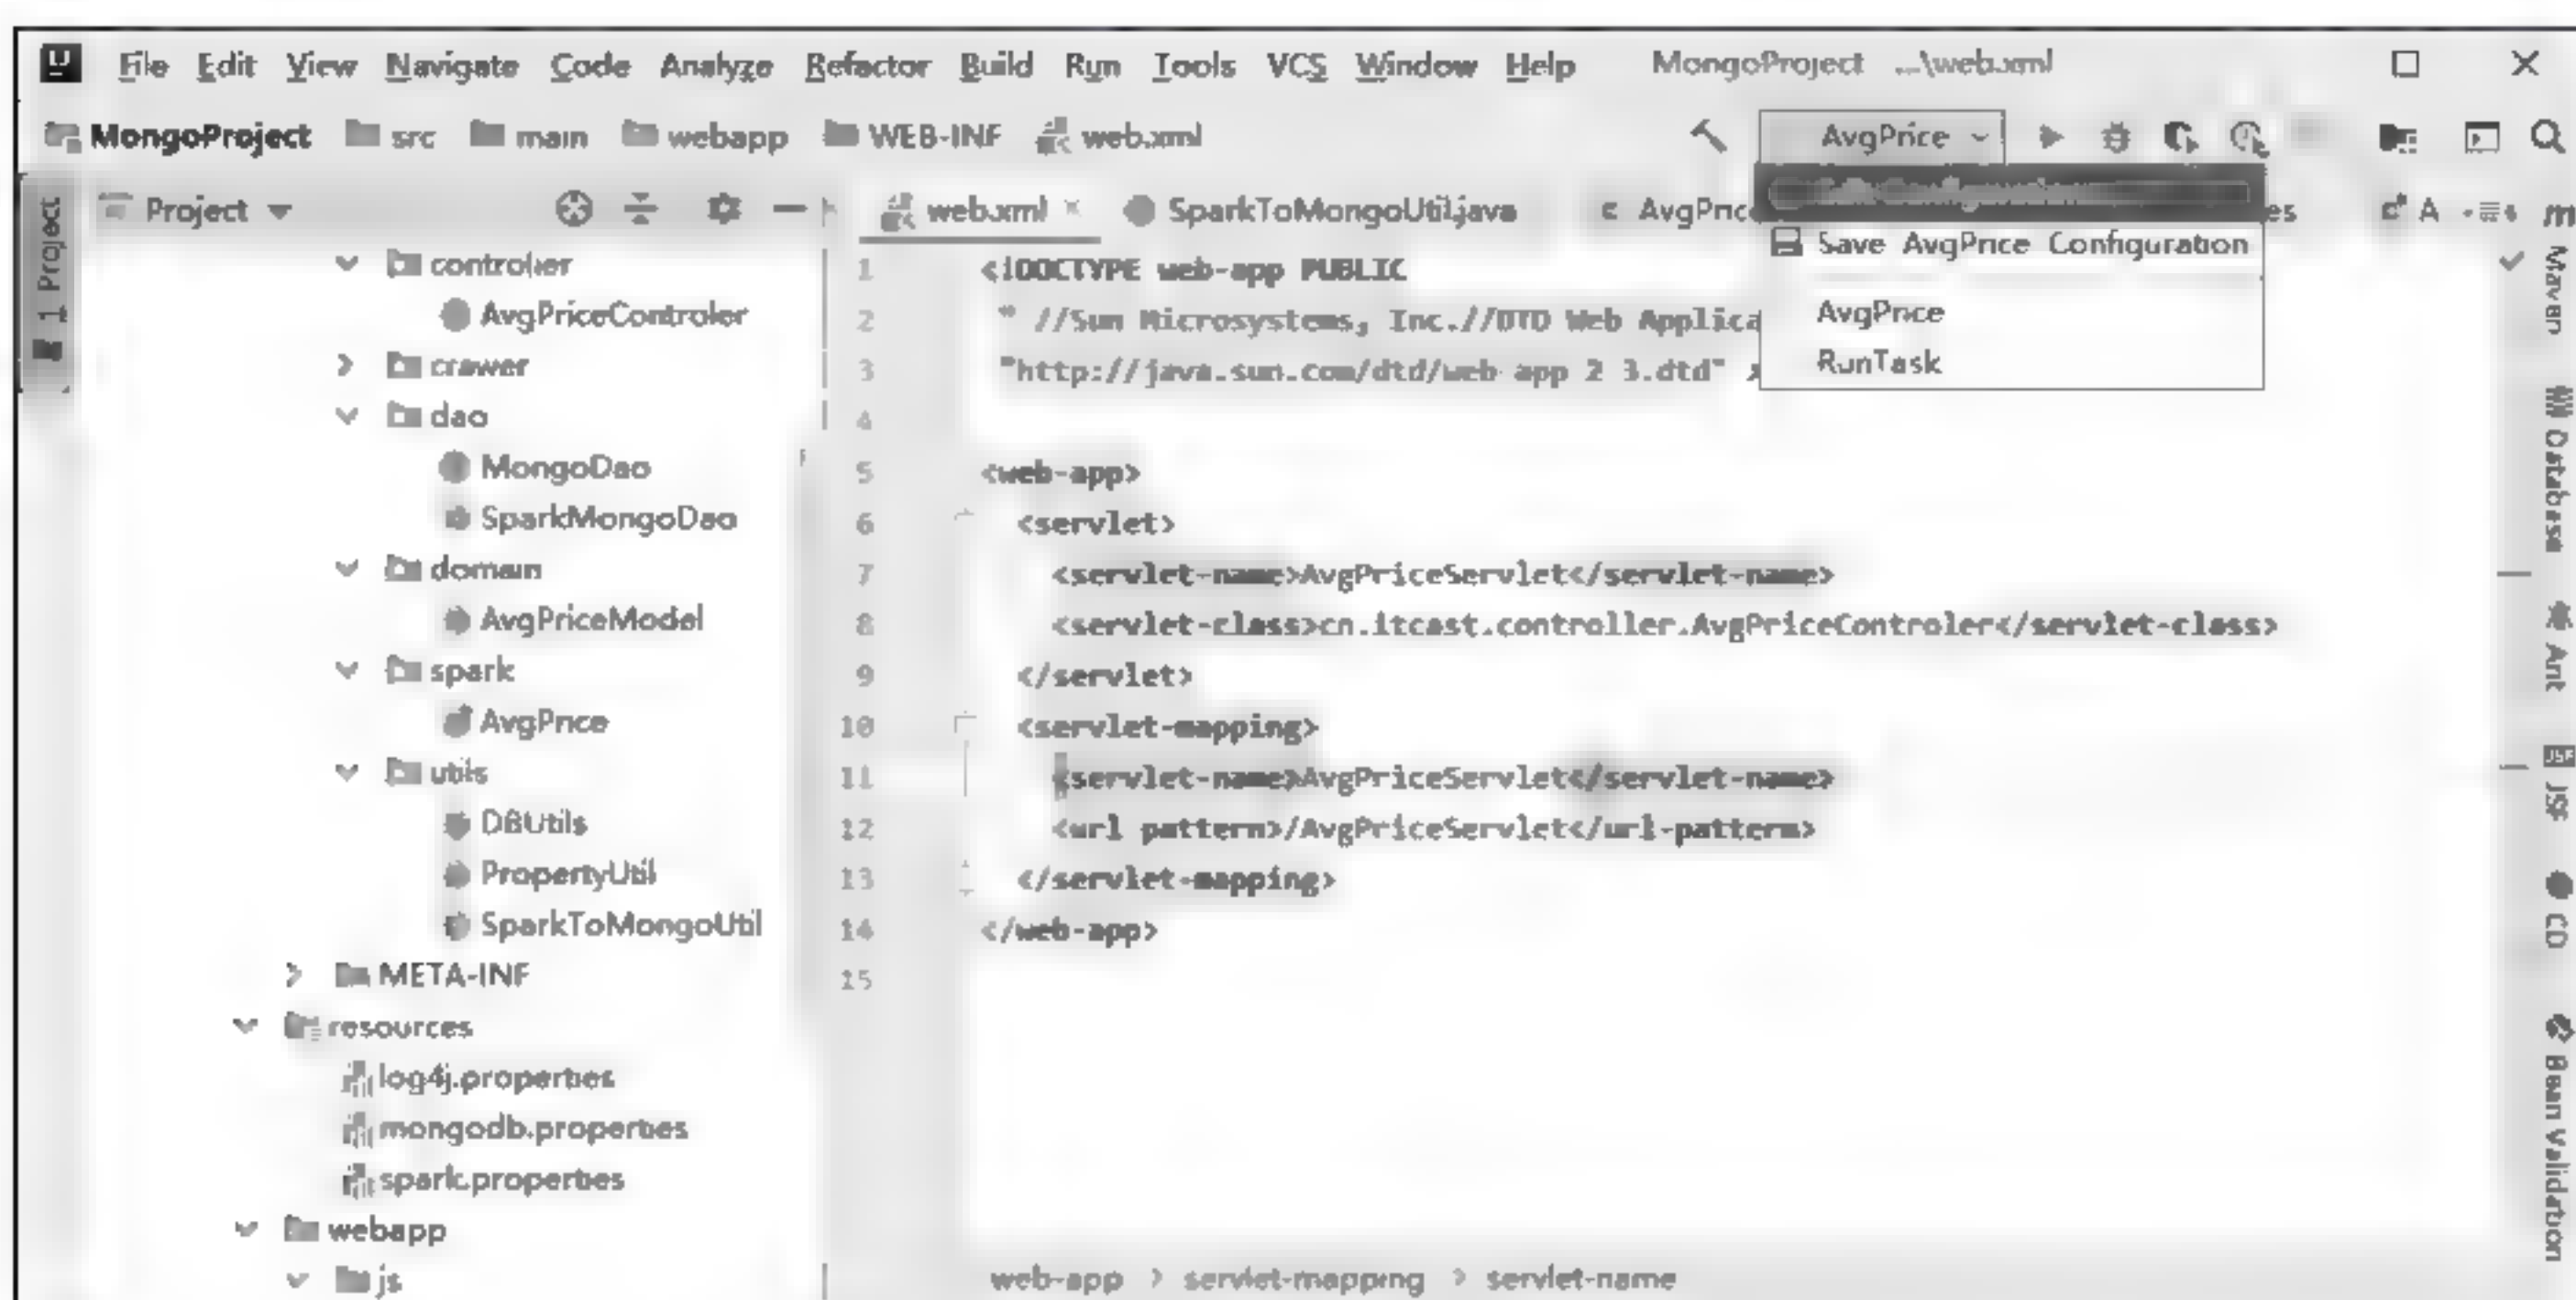 File Edit View Navigate Code Analyze Refactor Build Run Tools VCS Window Help MongoProject ...\web.xml
MongoProject src main webapp WEB-INF web.xml AvgPrice
1 Project
Project
web.xml SparkToMongoUtil.java AvgPric es A m
Save AvgPrice Configuration
AvgPrice
RunTask
controller
AvgPriceControler
crawer
dao
MongoDao
SparkMongoDao
domain
AvgPriceModel
spark
AvgPrice
utils
DBUtils
PropertyUtil
SparkToMongoUtil
META-INF
resources
log4j.properties
mongodb.properties
spark.properties
webapp
js
1 <!DOCTYPE web-app PUBLIC
2 "-//Sun Microsystems, Inc.//DTD Web Applica
3 "http://java.sun.com/dtd/web-app_2_3.dtd"
4
5 <web-app>
6 <servlet>
7 <servlet-name>AvgPriceServlet</servlet-name>
8 <servlet-class>cn.itcast.controller.AvgPriceControler</servlet-class>
9 </servlet>
10 <servlet-mapping>
11 <servlet-name>AvgPriceServlet</servlet-name>
12 <url-pattern>/AvgPriceServlet</url-pattern>
13 </servlet-mapping>
14 </web-app>
15
web-app > servlet-mapping > servlet-name
Maven
Database
Ant
JSF
CD
Bean Validation